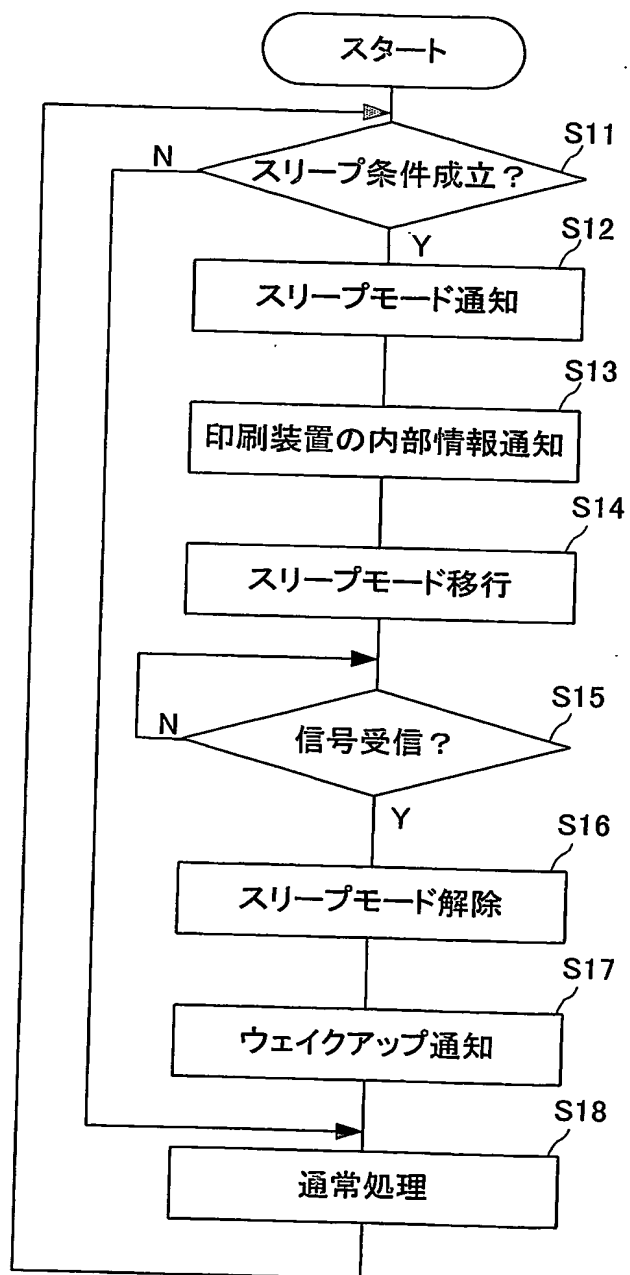 スタート
S11
N
スリープ条件成立？
Y
S12
スリープモード通知
S13
印刷装置の内部情報通知
S14
スリープモード移行
S15
N
信号受信？
Y
S16
スリープモード解除
S17
ウェイクアップ通知
S18
通常処理